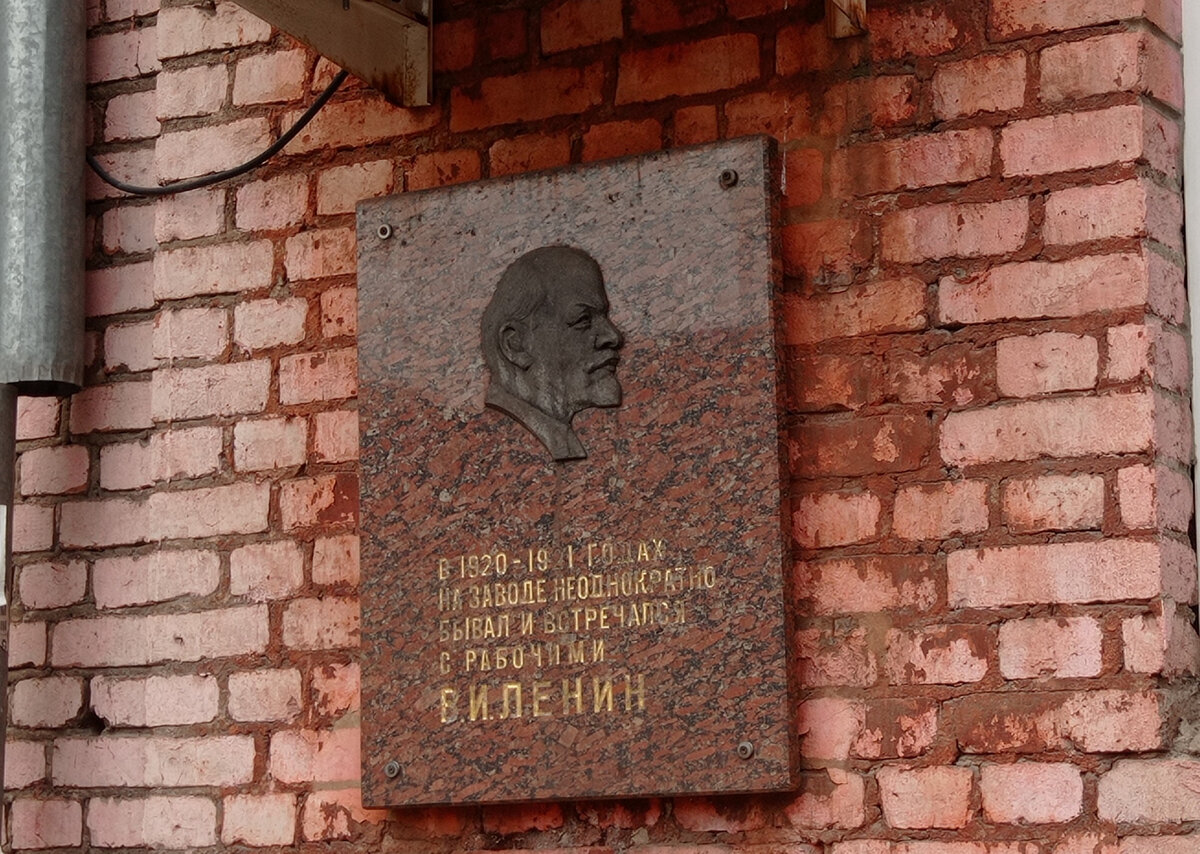 В 1920-19 1 ГОДАХ
НА ЗАВОДЕ НЕОДНОКРАТНО
БЫВАЛ И ВСТРЕЧАЛСЯ
С РАБОЧИМИ
В.И.ЛЕНИН